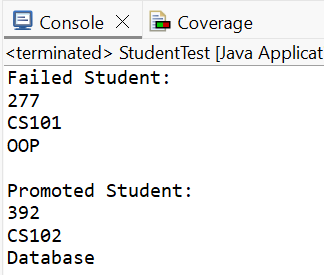 Console
Coverage
<terminated> StudentTest [Java Applicat
Failed Student:
277
CS101
OOP
Promoted Student:
392
CS102
Database